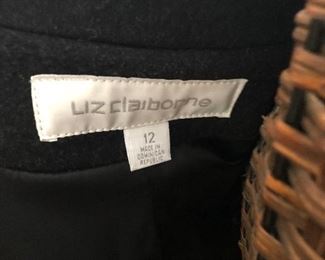 Liz claiborne
12
MADE IN
DOMINICAN
REPUBLIC